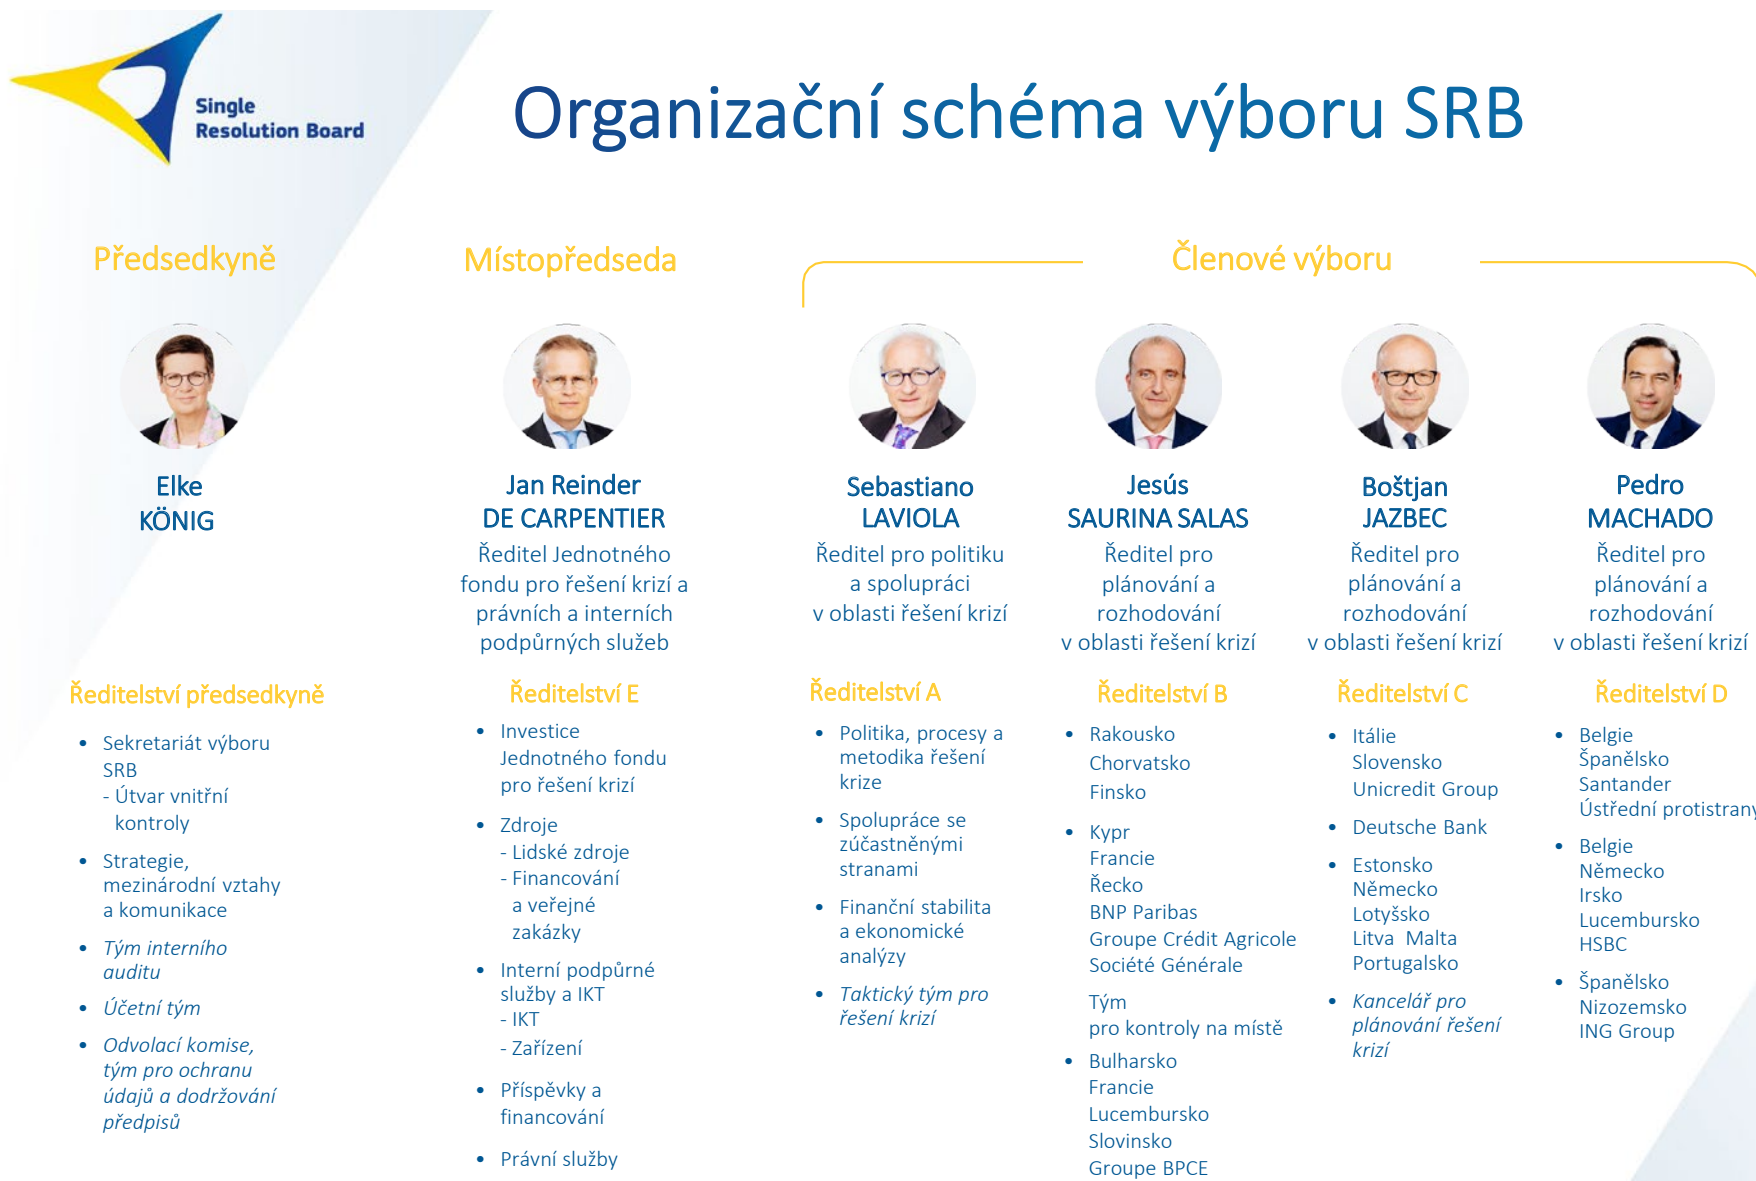 Single
Resolution Board
Organizační schéma výboru SRB
Předsedkyně
Elke
KÖNIG
Ředitelství předsedkyně
• Sekretariát výboru
SRB
- Útvar vnitřní
kontroly
• Strategie,
mezinárodní vztahy
a komunikace
• Tým interního
auditu
• Účetní tým
• Odvolací komise,
tým pro ochranu
údajů a dodržování
předpisů
Místopředseda
Jan Reinder
DE CARPENTIER
Ředitel Jednotného
fondu pro řešení krizí a
právních a interních
podpůrných služeb
Ředitelství E
• Investice
Jednotného fondu
pro řešení krizí
• Zdroje
- Lidské zdroje
- Financování
a veřejné
zakázky
• Interní podpůrné
služby a IKT
- IKT
- Zařízení
• Příspěvky a
financování
• Právní služby
Členové výboru
Sebastiano
LAVIOLA
Ředitel pro politiku
a spolupráci
v oblasti řešení krizí
Ředitelství A
• Politika, procesy a
metodika řešení
krize
• Spolupráce se
zúčastněnými
stranami
• Finanční stabilita
a ekonomické
analýzy
• Taktický tým pro
řešení krizí
Jesús
SAURINA SALAS
Ředitel pro
plánování a
rozhodování
v oblasti řešení krizí
Ředitelství B
• Rakousko
Chorvatsko
Finsko
• Kypr
Francie
Řecko
BNP Paribas
Groupe Crédit Agricole
Société Générale
Tým
pro kontroly na místě
• Bulharsko
Francie
Lucembursko
Slovinsko
Groupe BPCE
Boštjan
JAZBEC
Ředitel pro
plánování a
rozhodování
v oblasti řešení krizí
Ředitelství C
• Itálie
Slovensko
Unicredit Group
• Deutsche Bank
• Estonsko
Německo
Lotyšsko
Litva Malta
Portugalsko
• Kancelář pro
plánování řešení
krizí
Pedro
MACHADO
Ředitel pro
plánování a
rozhodování
v oblasti řešení krizí
Ředitelství D
• Belgie
Španělsko
Santander
Ústřední protistrany
• Belgie
Německo
Irsko
Lucembursko
HSBC
• Španělsko
Nizozemsko
ING Group